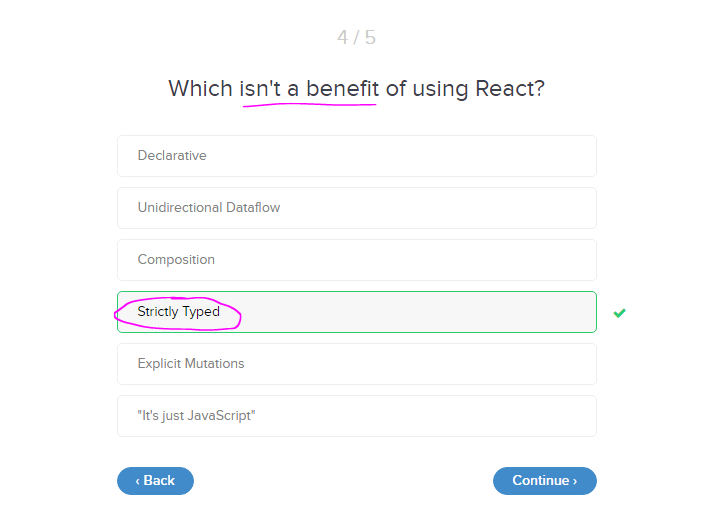 4 / 5
Which isn't a benefit of using React?
Declarative
Unidirectional Dataflow
Composition
Strictly Typed
Explicit Mutations
"It's just JavaScript"
‹ Back
Continue ›